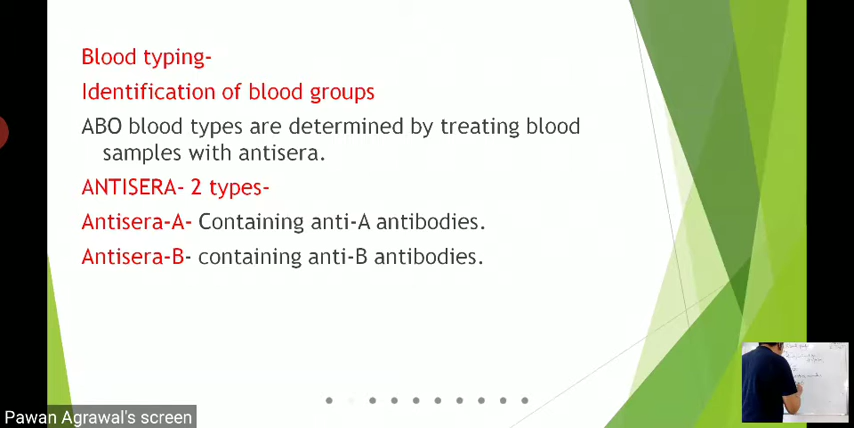 Blood typing-
Identification of blood groups
ABO blood types are determined by treating blood
samples with antisera.
ANTISERA- 2 types-
Antisera-A- Containing anti-A antibodies.
Antisera-B- containing anti-B antibodies.
Pawan Agrawal's screen